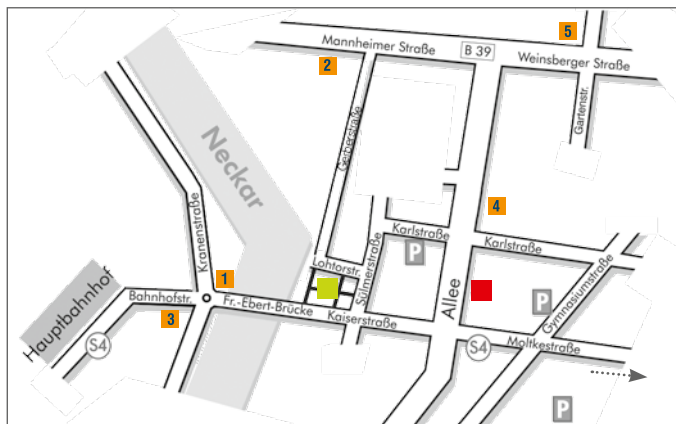 5
Mannheimer Straße
B 39
Weinsberger Straße
2
Gartenstr.
Gerberstraße
Neckar
4
Karlstraße
Karlstraße
P
Sülmerstraße
Lohtorstr.
Kranenstraße
Gymnasiumstraße
1
Bahnhofstr.
Fr.-Ebert-Brücke
Kaiserstraße
Allee
P
3
Hauptbahnhof
S4
S4
Moltkestraße
P